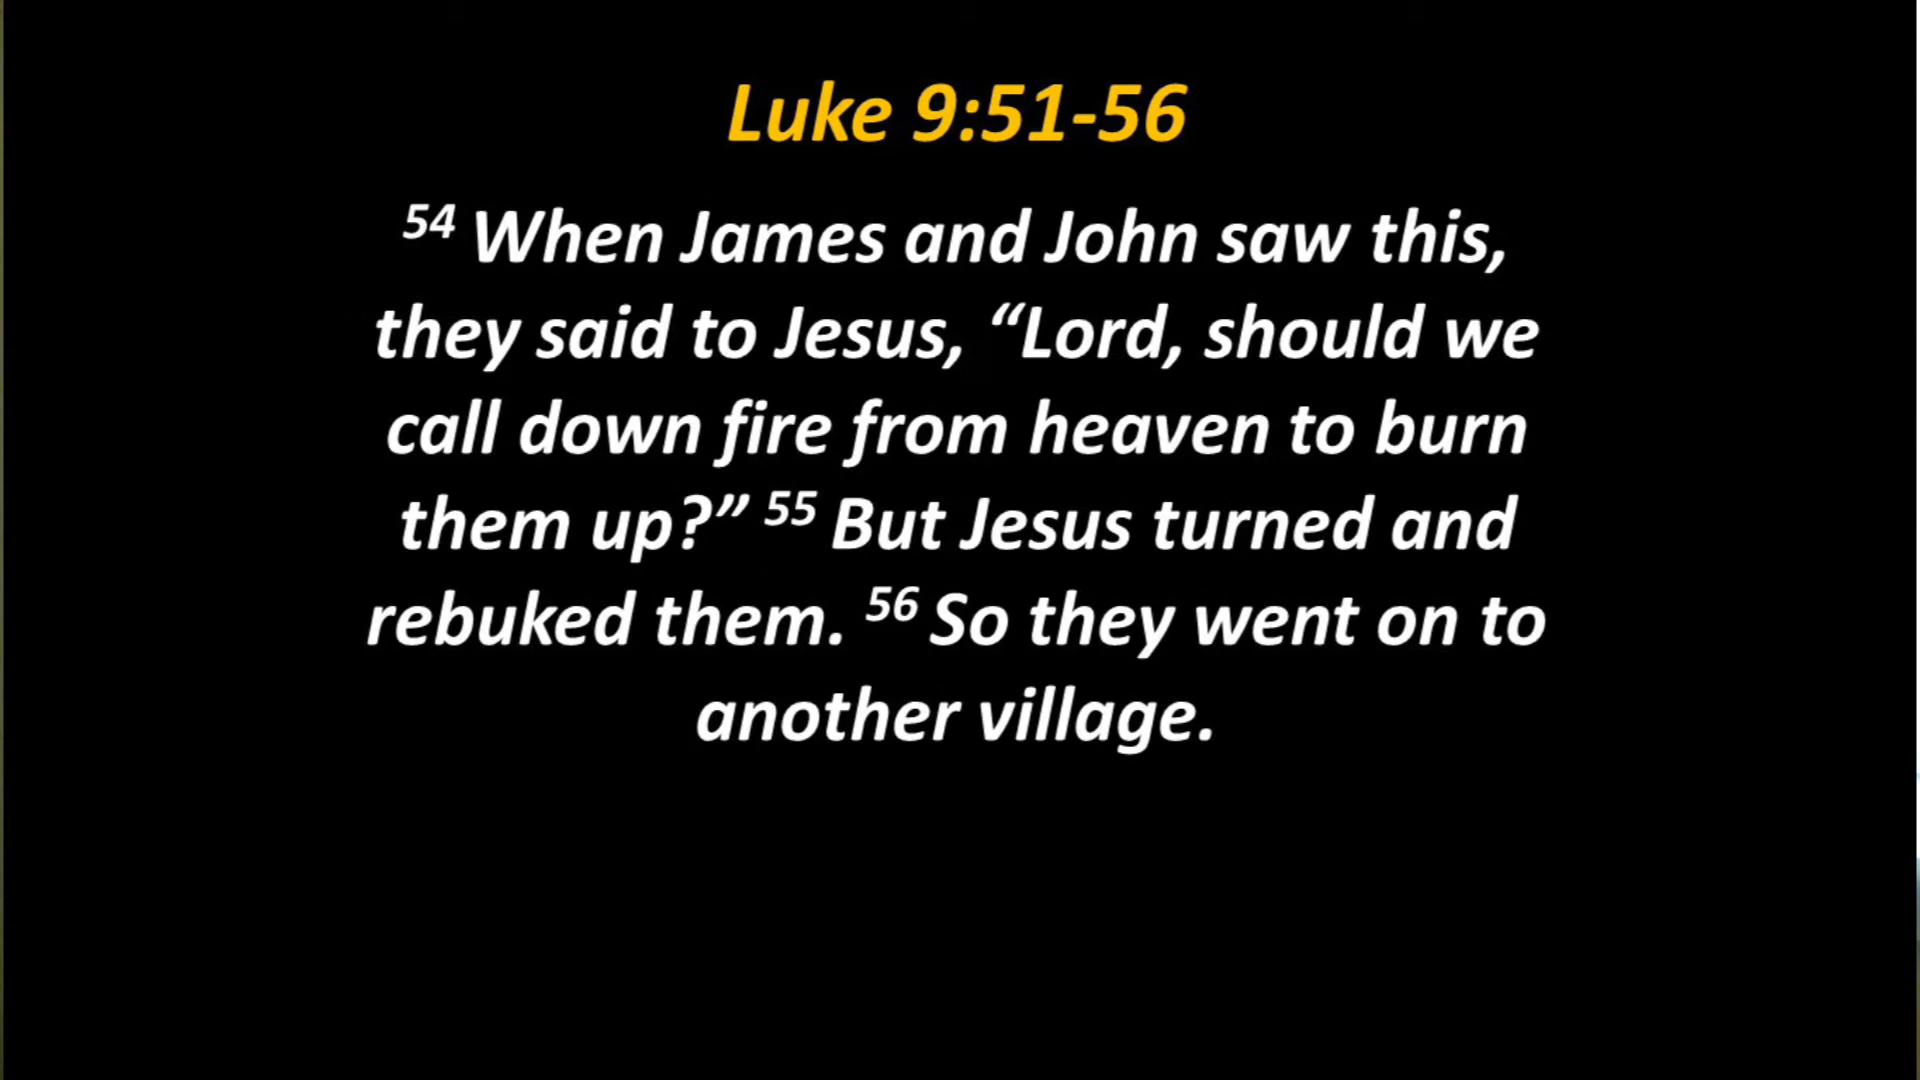 Luke 9:51-56
54 When James and John saw this,
they said to Jesus, “Lord, should we
call down fire from heaven to burn
them up?” 55 But Jesus turned and
rebuked them. 56 So they went on to
another village.